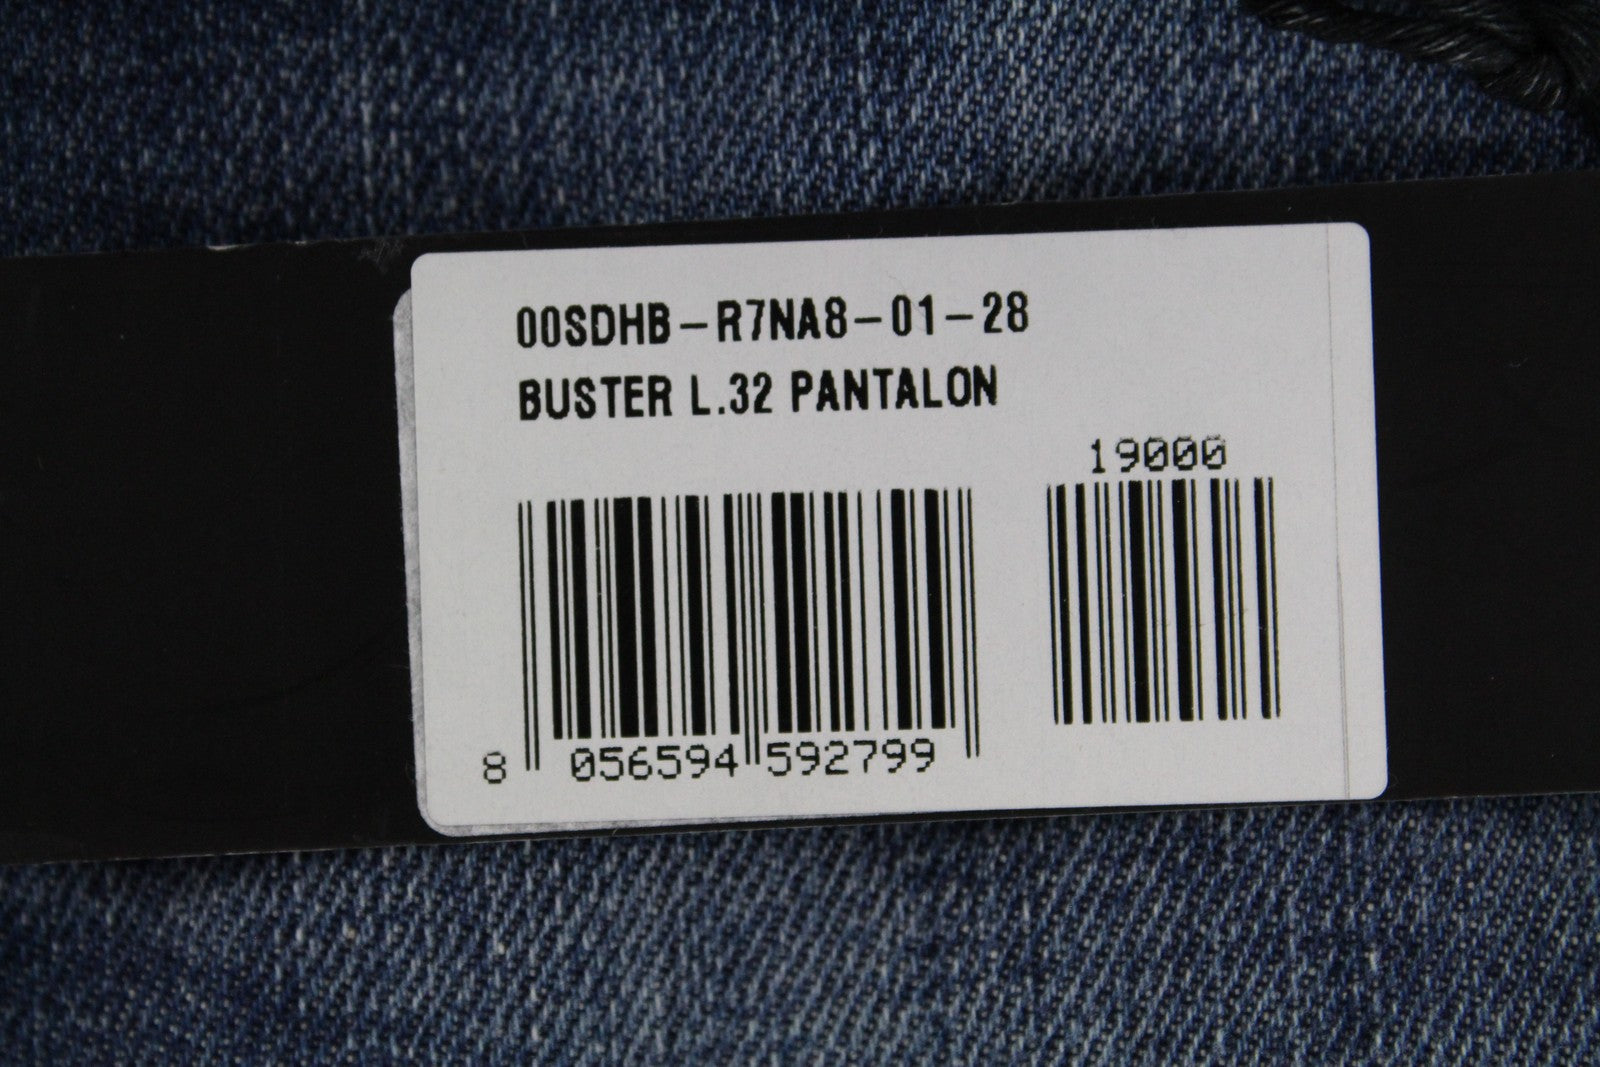 00SDHB-R7NA8-01-28
BUSTER L.32 PANTALON
19000
8 056594 592799